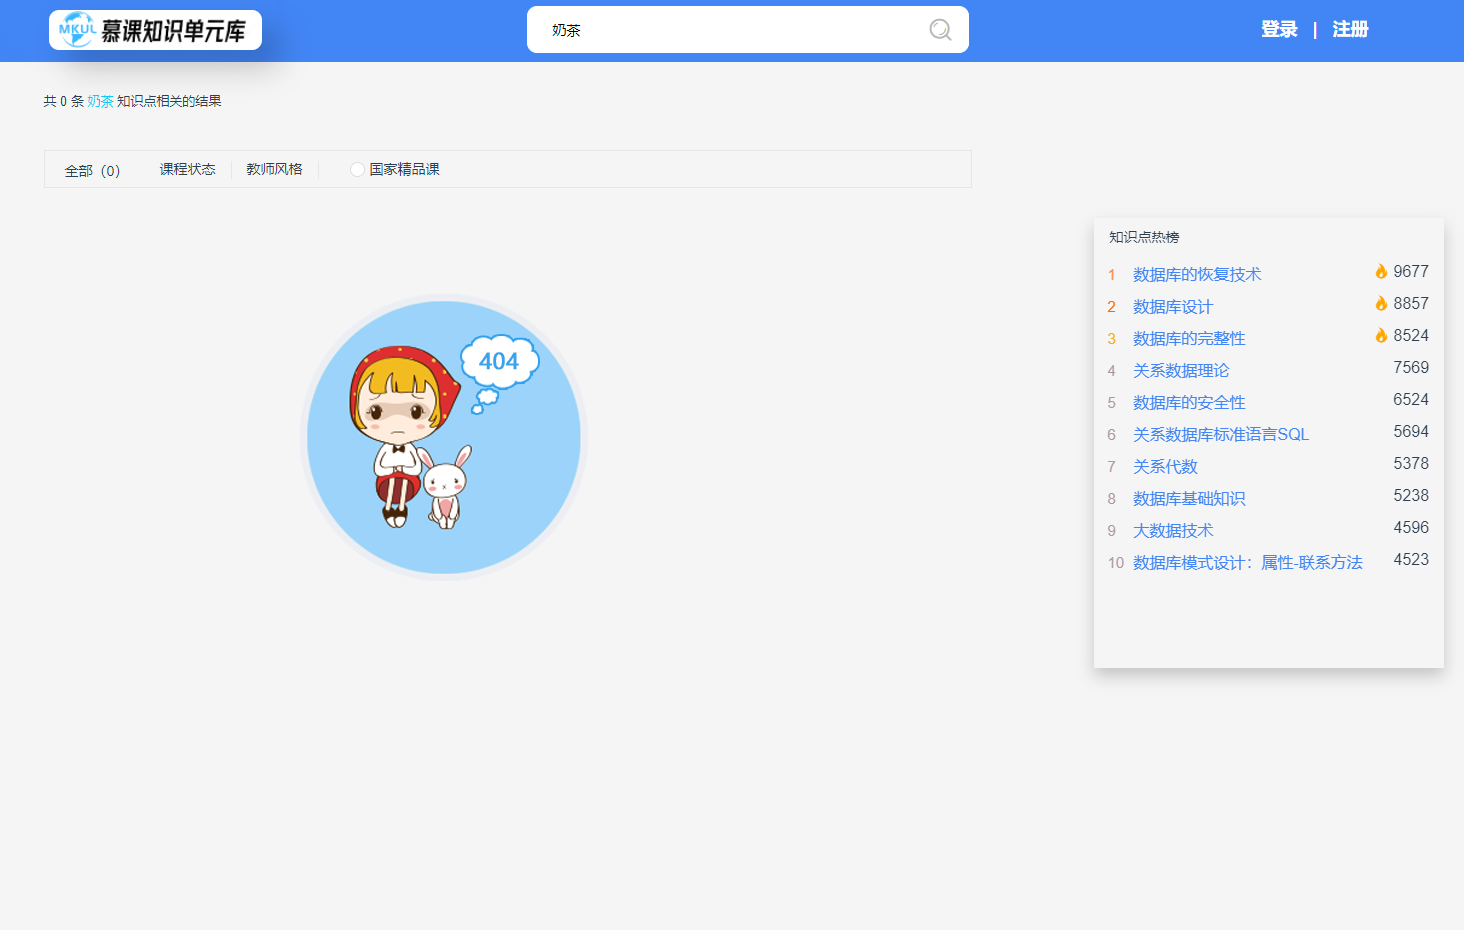 MKUL 慕课知识单元库
奶茶
登录 | 注册
共 0 条 奶茶 知识点相关的结果
全部（0） 课程状态 教师风格 国家精品课
404
知识点热榜
1 数据库的恢复技术 9677
2 数据库设计 8857
3 数据库的完整性 8524
4 关系数据理论 7569
5 数据库的安全性 6524
6 关系数据库标准语言SQL 5694
7 关系代数 5378
8 数据库基础知识 5238
9 大数据技术 4596
10 数据库模式设计：属性-联系方法 4523